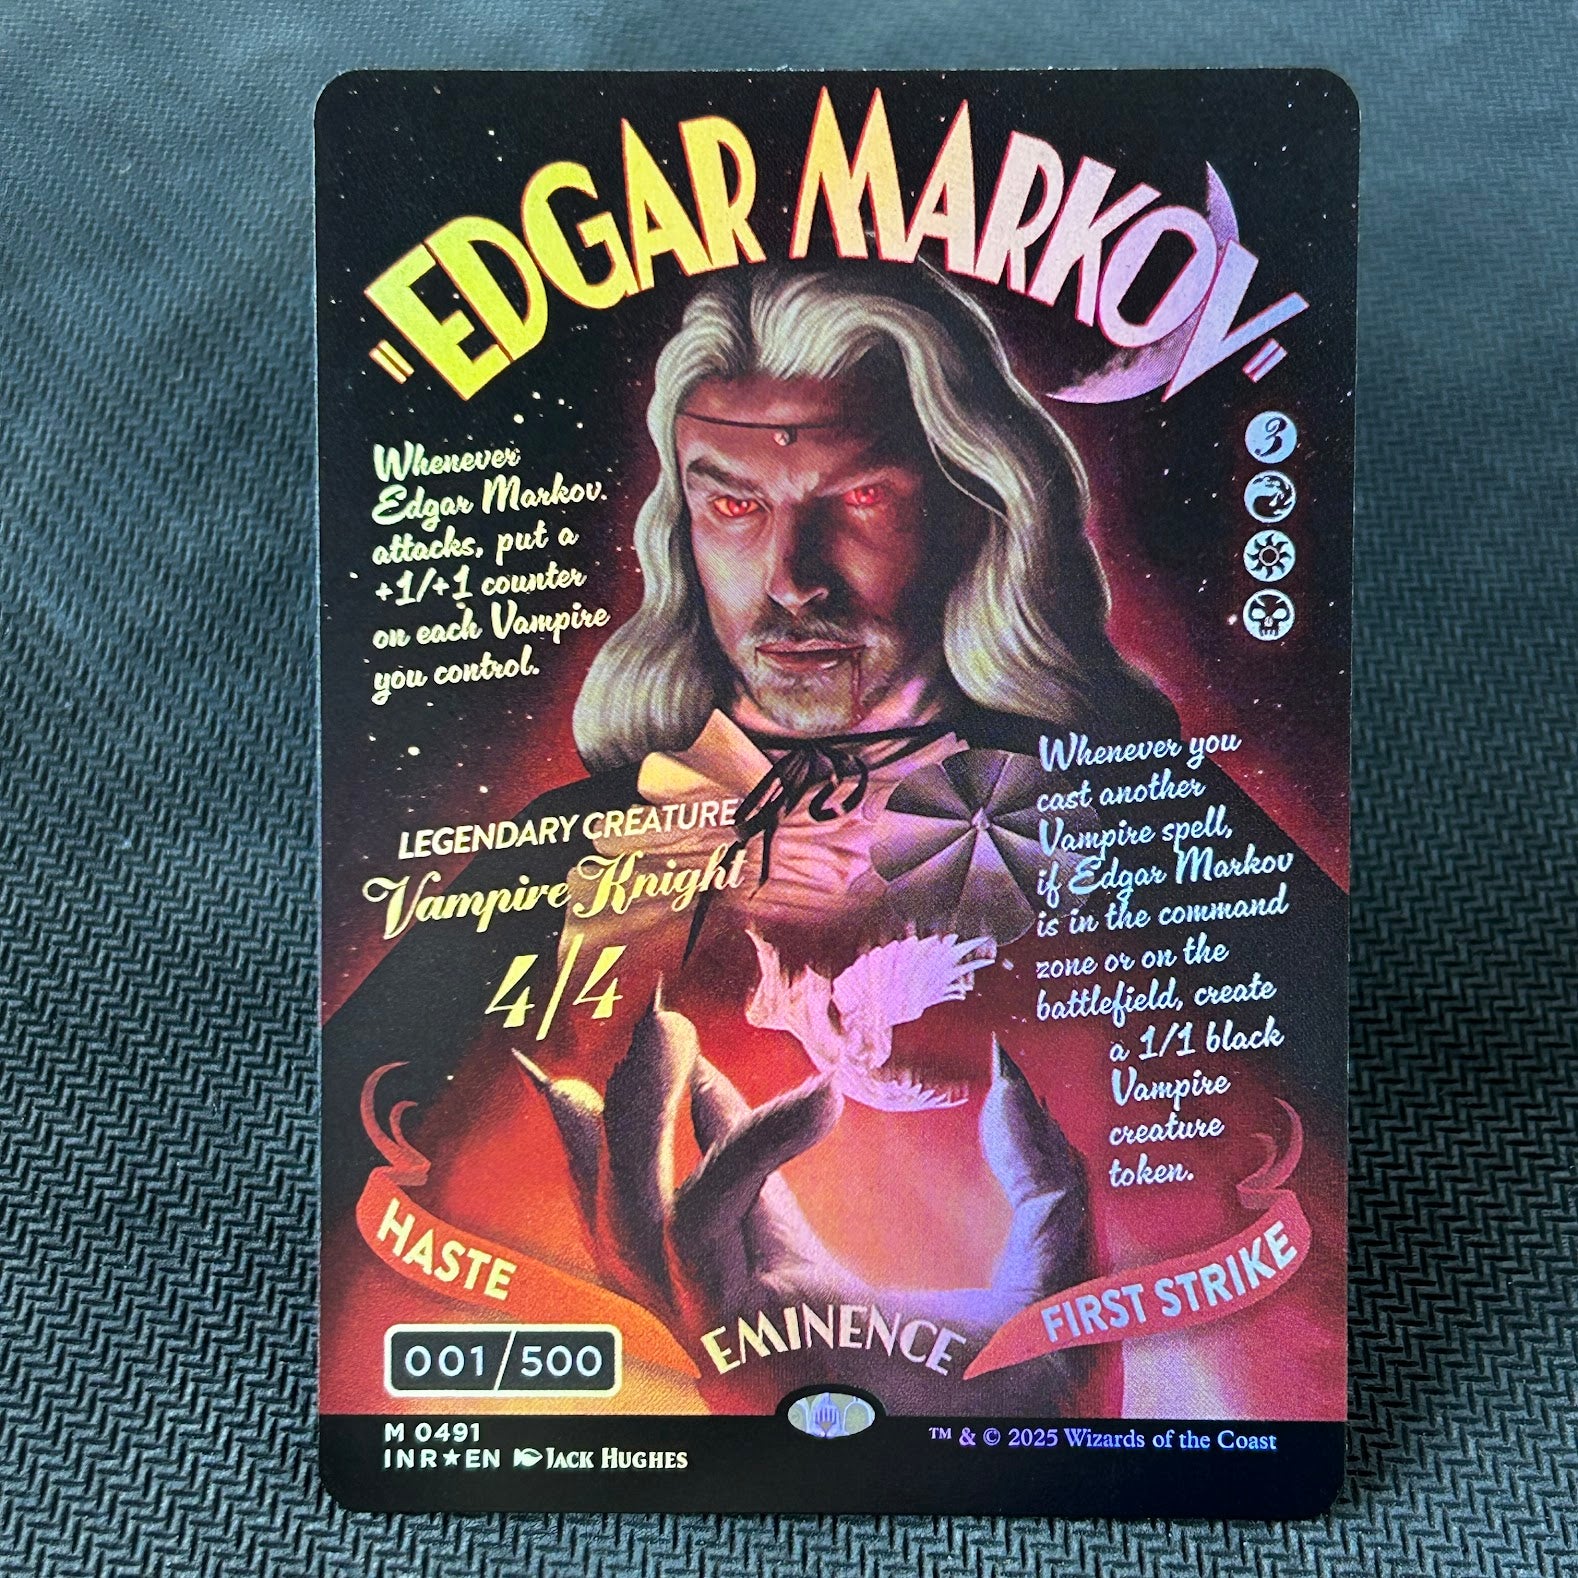 "EDGAR MARKOV"
3
Whenever
Edgar Markov
attacks, put a
+1/+1 counter
on each Vampire
you control.
Whenever you
cast another
Vampire spell,
if Edgar Markov
is in the command
zone or on the
battlefield, create
a 1/1 black
Vampire
creature
token.
LEGENDARY CREATURE
Vampire Knight
4/4
HASTE
EMINENCE
FIRST STRIKE
001/500
M 0491
INR★EN JACK HUGHES
™ & © 2025 Wizards of the Coast